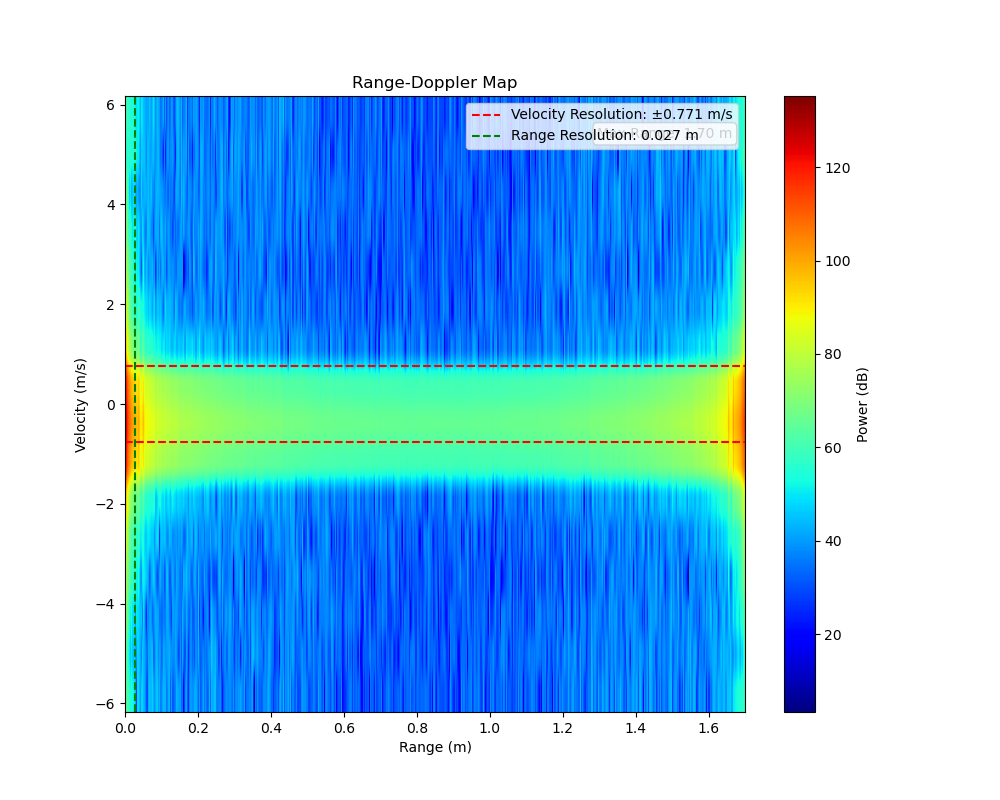 Range-Doppler Map
Velocity Resolution: ±0.771 m/s
Range Resolution: 0.027 m
70 m
6
4
2
0
−2
−4
−6
Velocity (m/s)
0.0 0.2 0.4 0.6 0.8 1.0 1.2 1.4 1.6
Range (m)
120
100
80
60
40
20
Power (dB)